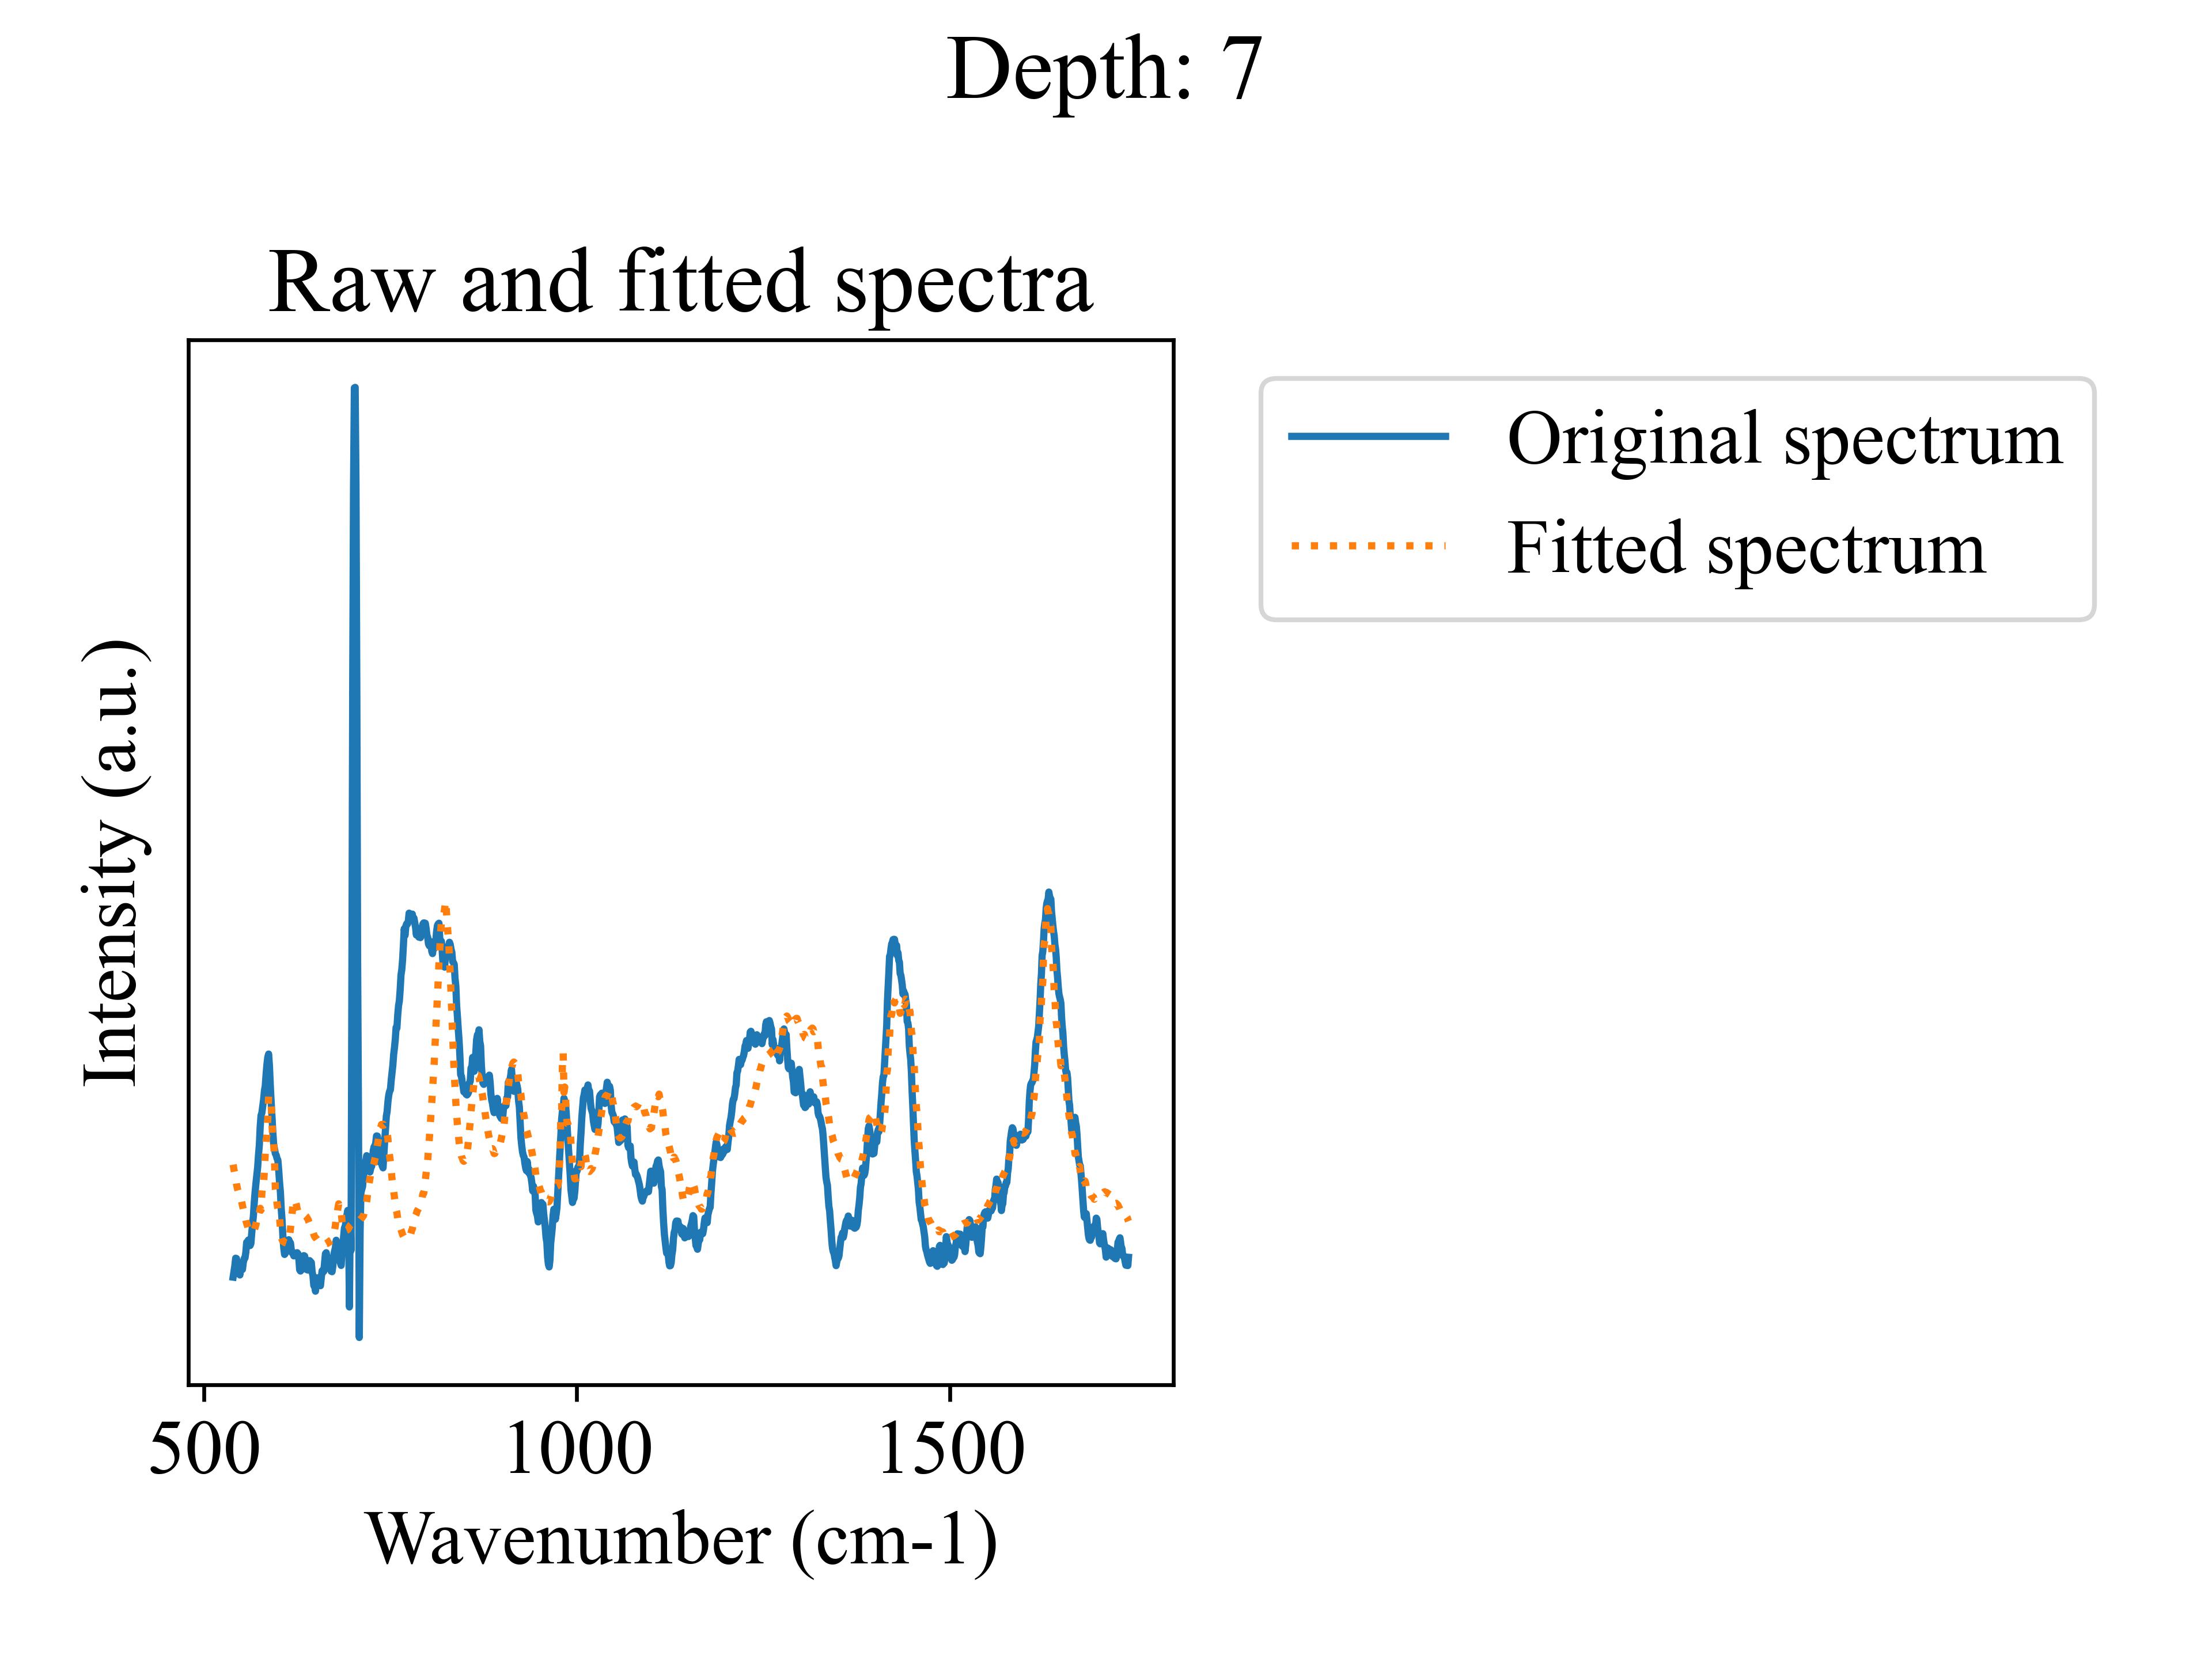 Depth: 7
Raw and fitted spectra
Original spectrum
Fitted spectrum
Intensity (a.u.)
500 1000 1500
Wavenumber (cm-1)